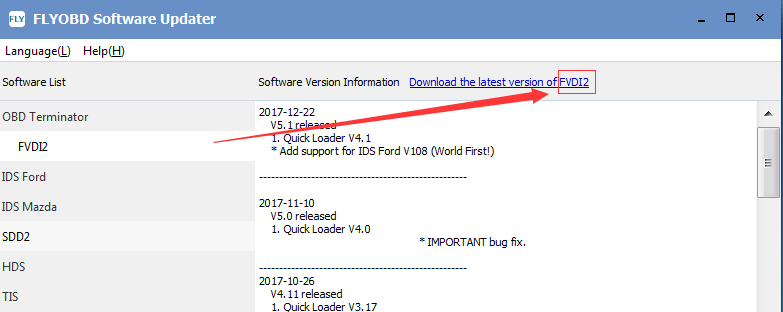 FLY FLYOBD Software Updater
Language(L) Help(H)
Software List
Software Version Information Download the latest version of FVDI2
OBD Terminator
FVDI2
IDS Ford
IDS Mazda
SDD2
HDS
TIS
2017-12-22
V5.1 released
1. Quick Loader V4.1
* Add support for IDS Ford V108 (World First!)
----------------------------------------------------
2017-11-10
V5.0 released
1. Quick Loader V4.0
* IMPORTANT bug fix.
----------------------------------------------------
2017-10-26
V4.11 released
1. Quick Loader V3.17